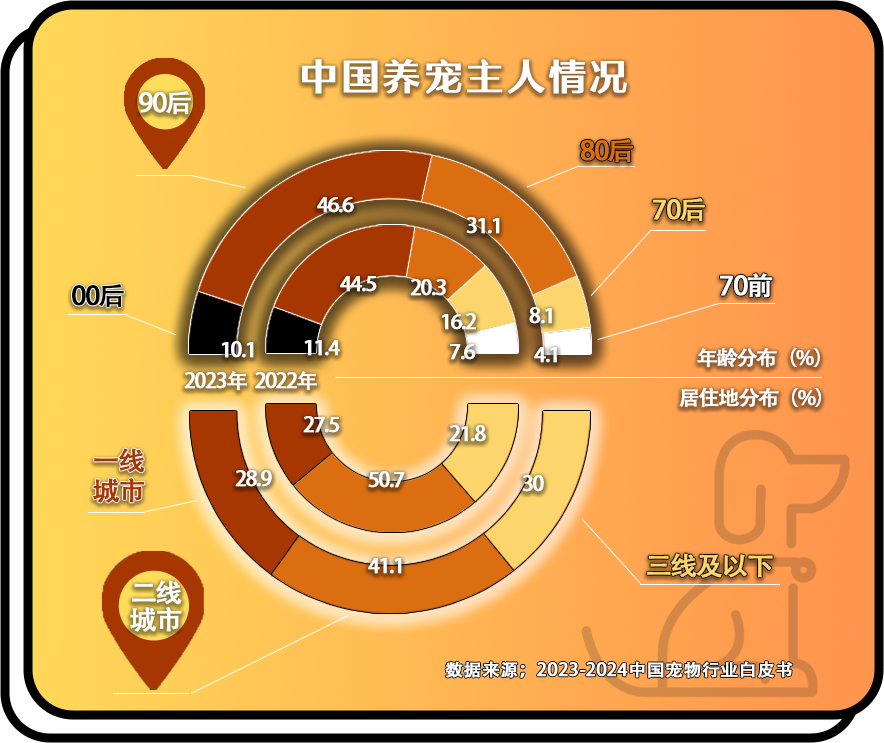 中国养宠主人情况
90后
80后
70后
70前
00后
46.6
31.1
8.1
4.1
10.1
44.5
20.3
16.2
7.6
11.4
年龄分布（%）
2023年 2022年
居住地分布（%）
27.5
21.8
50.7
28.9
30
41.1
一线
城市
三线及以下
二线
城市
数据来源；2023-2024中国宠物行业白皮书